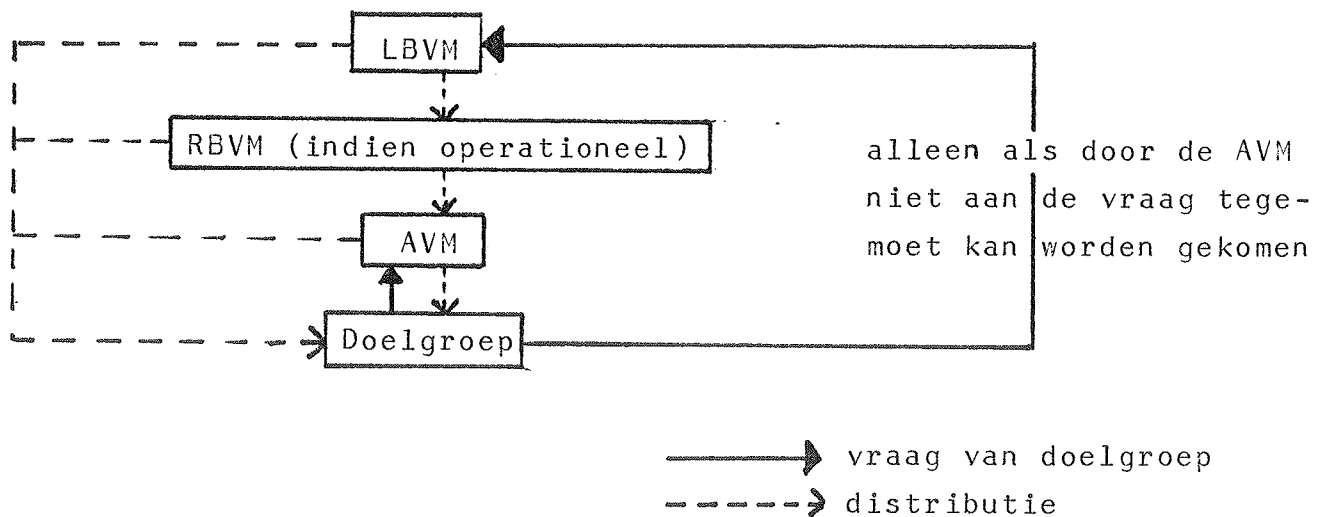 LBVM
RBVM (indien operationeel)
alleen als door de AVM
niet aan de vraag tege-
moet kan worden gekomen
AVM
Doelgroep
vraag van doelgroep
distributie